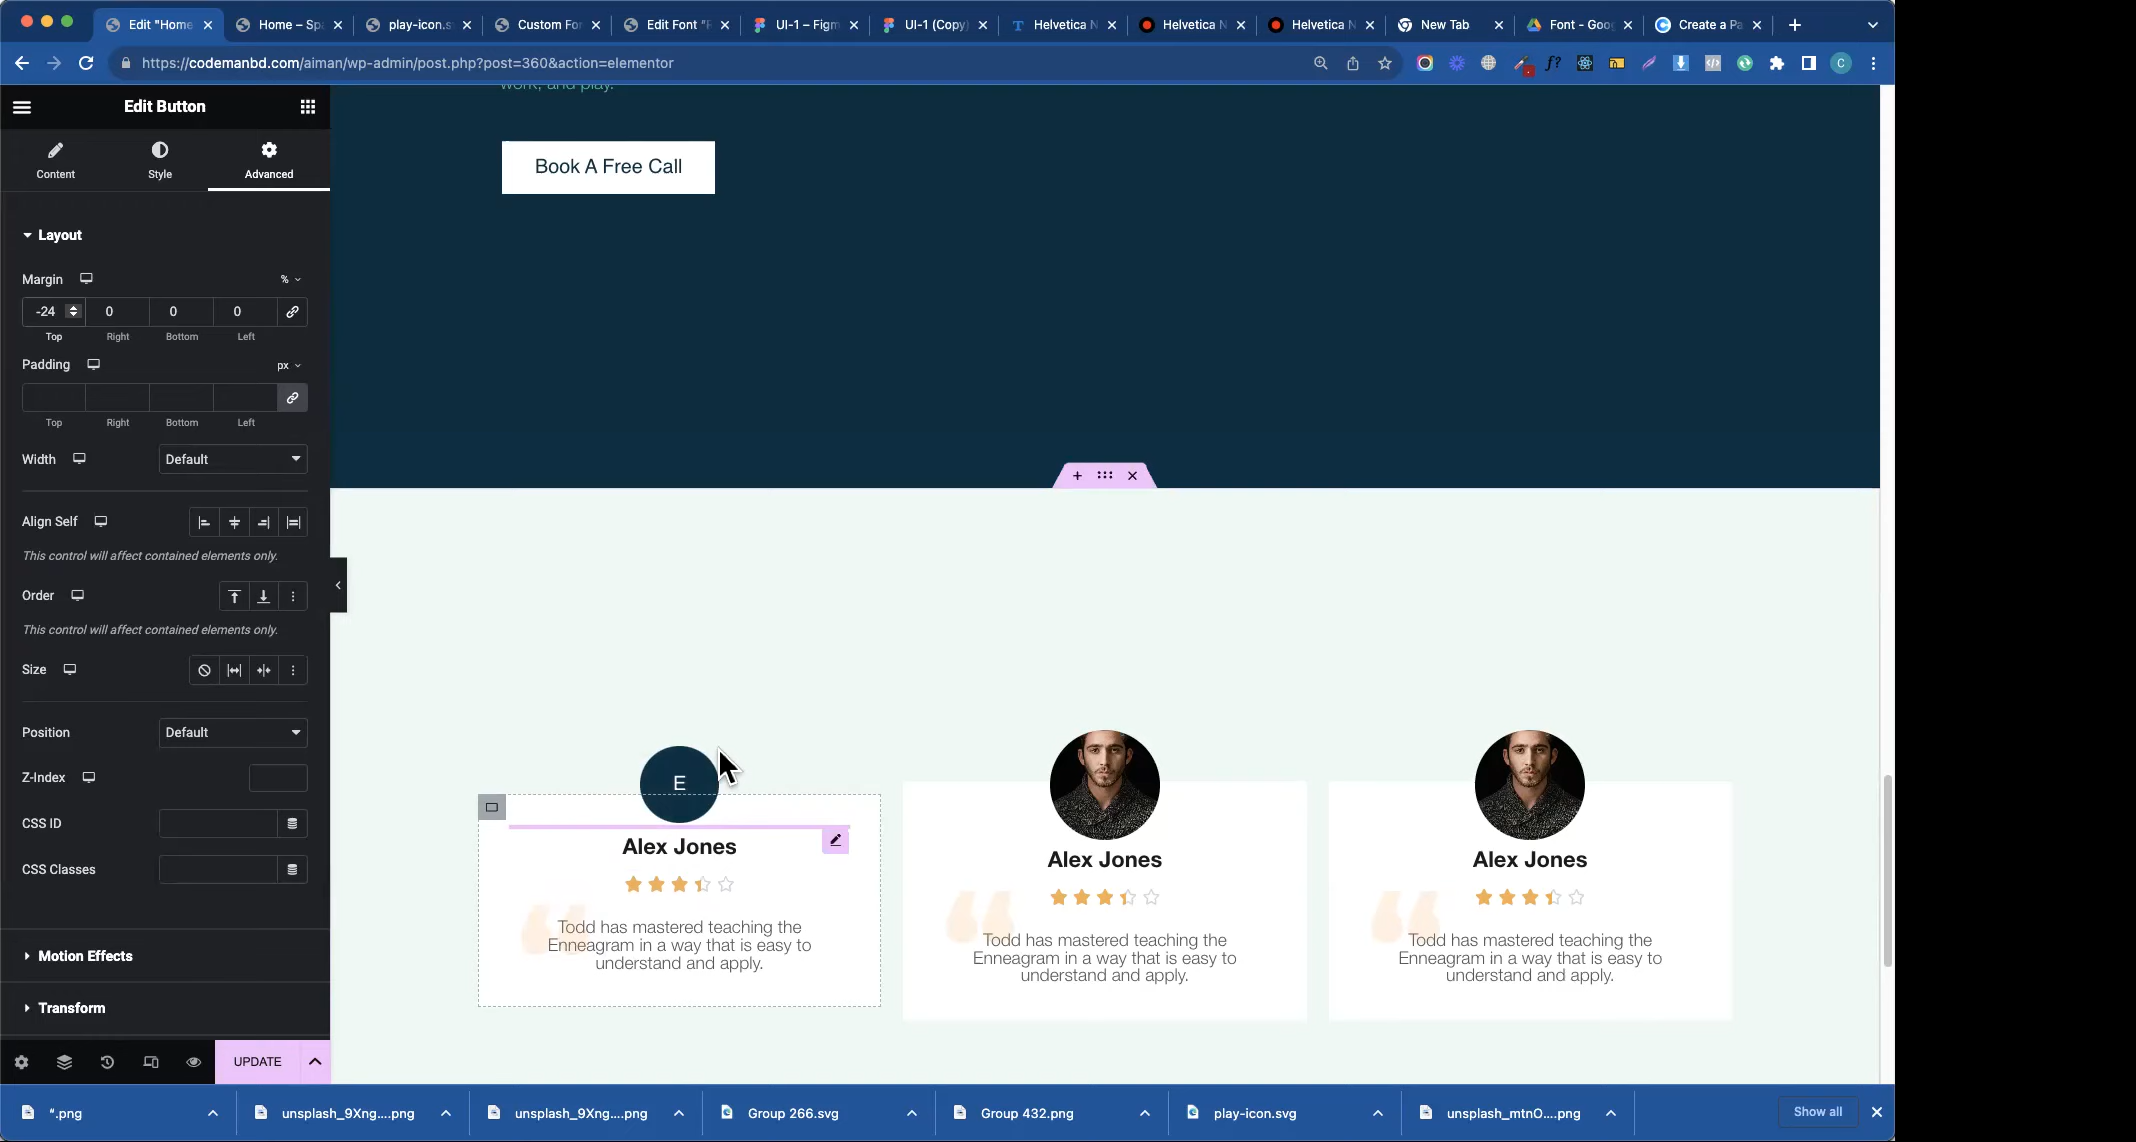 Edit "Home
Home – Spa
play-icon.s
Custom Fo
Edit Font "
UI-1 – Figm
UI-1 (Copy)
Helvetica N
Helvetica N
Helvetica N
New Tab
Font - Goo
Create a Pa
https://codemanbd.com/aiman/wp-admin/post.php?post=360&action=elementor
f?
C
Edit Button
Content
Style
Advanced
Layout
Margin
%
-24 0 0 0
Top Right Bottom Left
Padding
px
Top Right Bottom Left
Width
Default
Align Self
This control will affect contained elements only.
Order
This control will affect contained elements only.
Size
Position
Default
Z-Index
CSS ID
CSS Classes
Motion Effects
Transform
UPDATE
work, and play.
Book A Free Call
E
Alex Jones
Todd has mastered teaching the
Enneagram in a way that is easy to
understand and apply.
Alex Jones
Todd has mastered teaching the
Enneagram in a way that is easy to
understand and apply.
Alex Jones
Todd has mastered teaching the
Enneagram in a way that is easy to
understand and apply.
“.png
unsplash_9Xng....png
unsplash_9Xng....png
Group 266.svg
Group 432.png
play-icon.svg
unsplash_mtnO....png
Show all